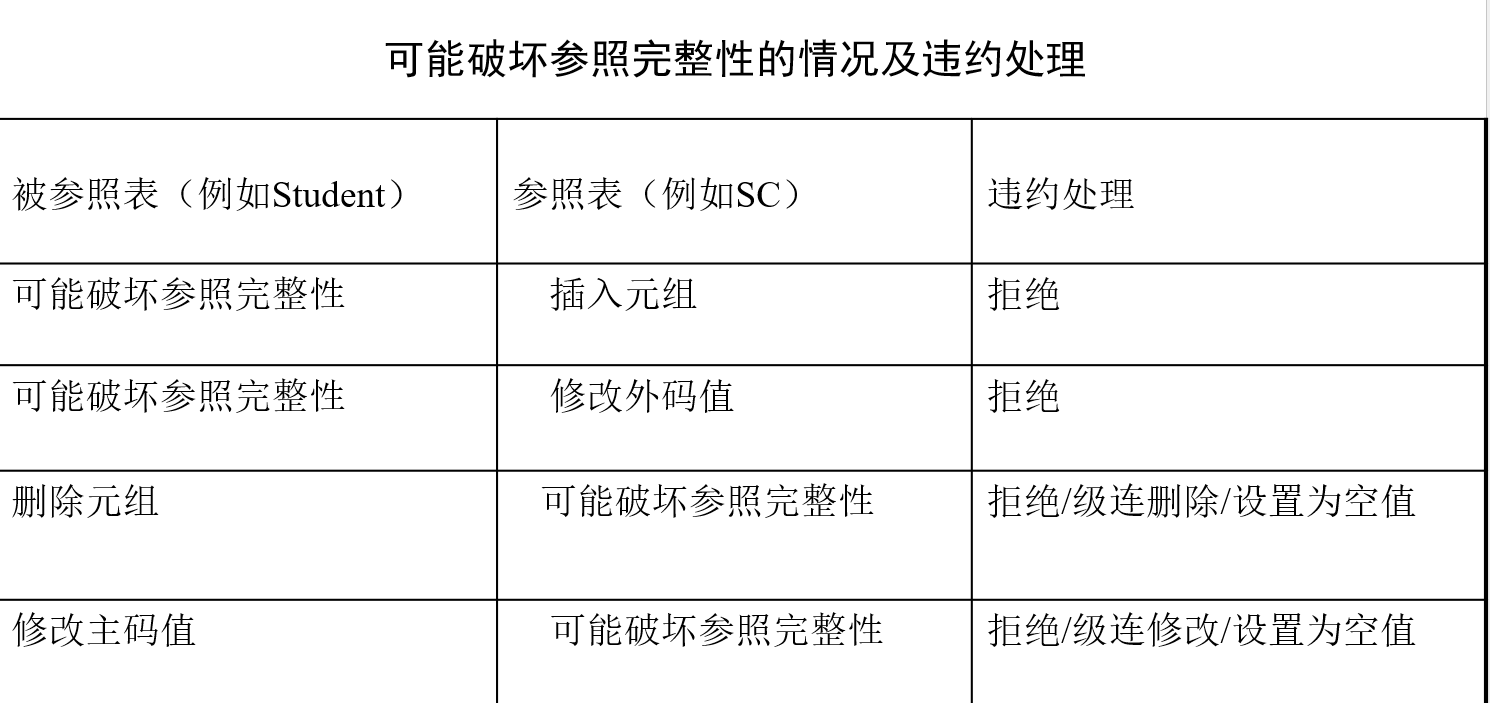 可能破坏参照完整性的情况及违约处理
被参照表（例如Student） 参照表（例如SC） 违约处理
可能破坏参照完整性 插入元组 拒绝
可能破坏参照完整性 修改外码值 拒绝
删除元组 可能破坏参照完整性 拒绝/级连删除/设置为空值
修改主码值 可能破坏参照完整性 拒绝/级连修改/设置为空值